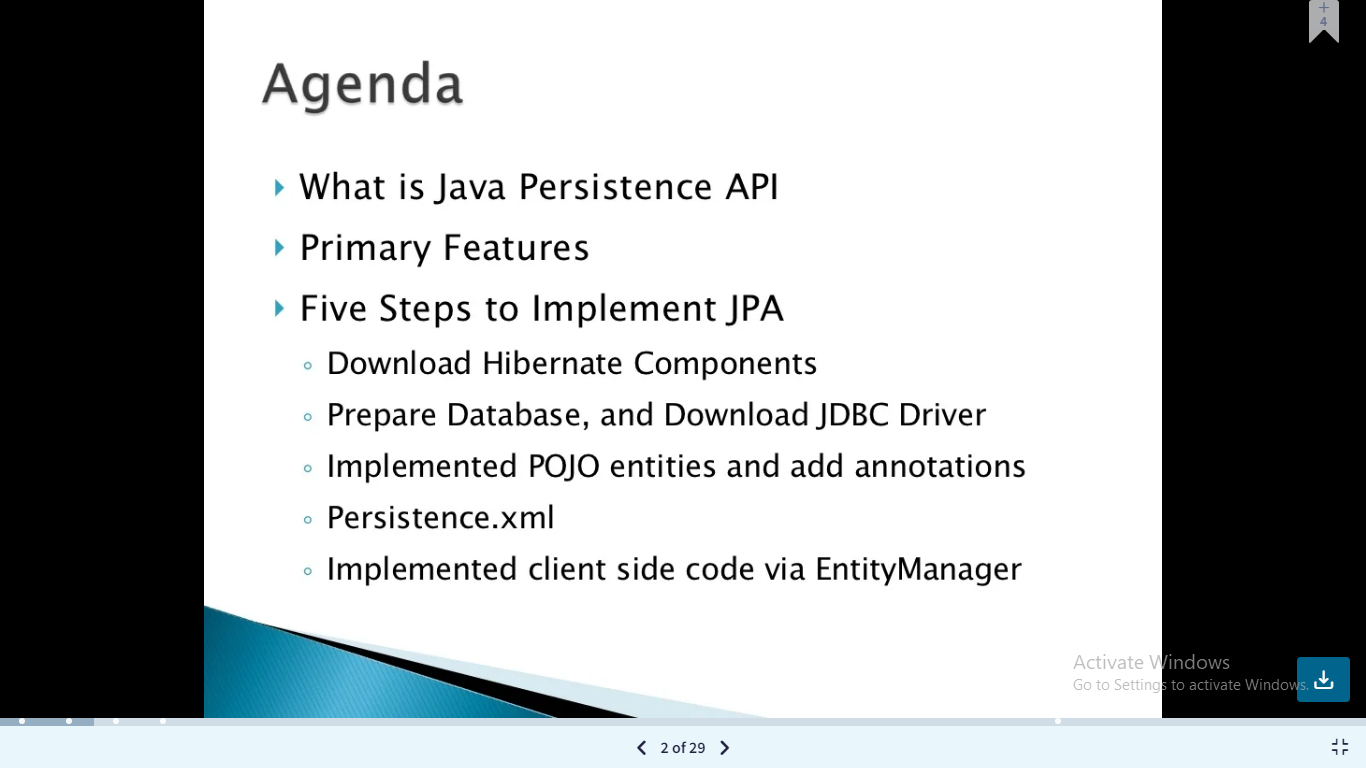 +
4
Agenda
What is Java Persistence API
Primary Features
Five Steps to Implement JPA
Download Hibernate Components
Prepare Database, and Download JDBC Driver
Implemented POJO entities and add annotations
Persistence.xml
Implemented client side code via EntityManager
Activate Windows
Go to Settings to activate Windows.
2 of 29